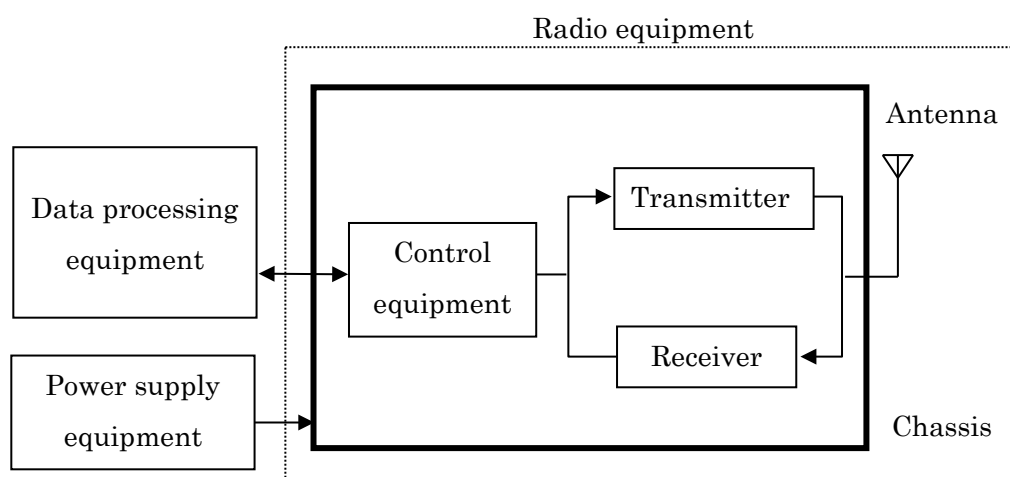 Radio equipment
Antenna
Data processing
equipment
Control
equipment
Transmitter
Receiver
Power supply
equipment
Chassis